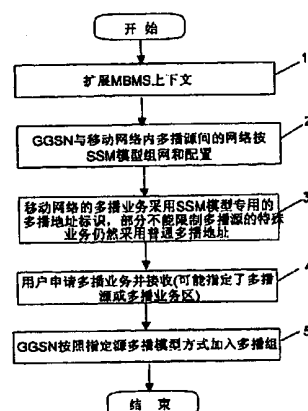 开 始
1
扩展MBMS上下文
2
GGSN与移动网络内多播源间的网络按
SSM模型组网和配置
3
移动网络的多播业务采用SSM模型专用的
多播地址标识，部分不能限制多播源的特殊
业务仍然采用普通多播地址
4
用户申请多播业务并接收(可能指定了多播
源或多播业务区)
5
GGSN按照指定源多播模型方式加入多播组
结 束